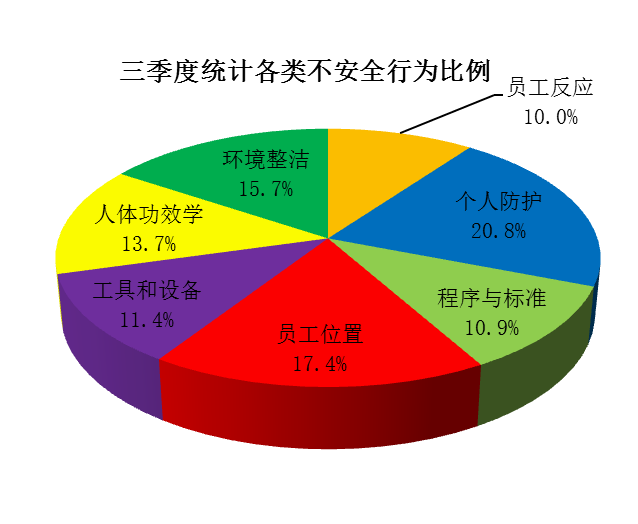 三季度统计各类不安全行为比例
员工反应
10.0%
个人防护
20.8%
程序与标准
10.9%
员工位置
17.4%
工具和设备
11.4%
人体功效学
13.7%
环境整洁
15.7%